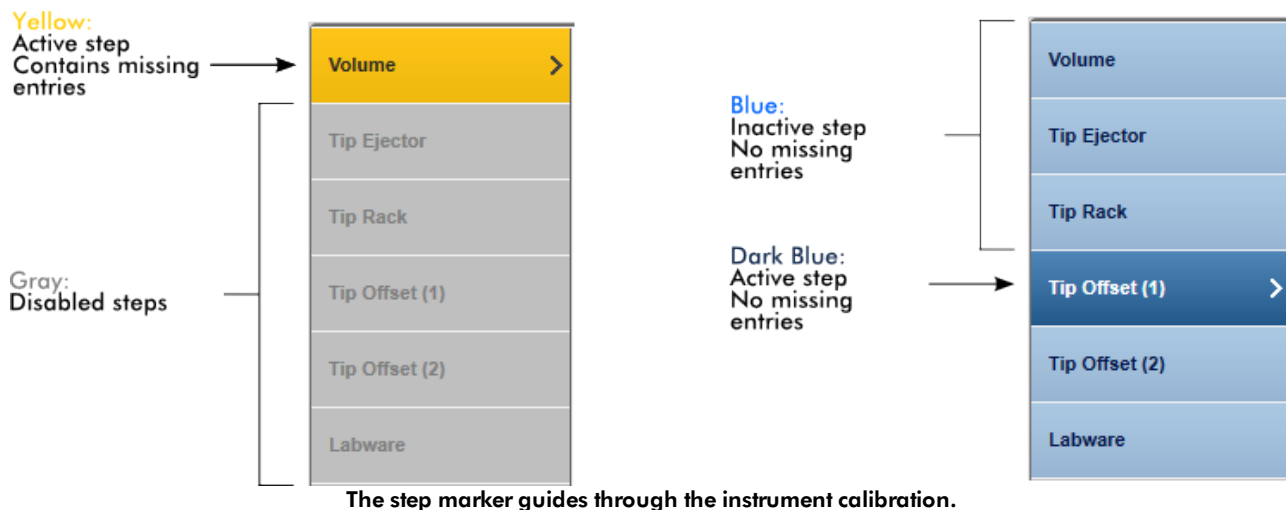 Yellow:
Active step
Contains missing
entries
Gray:
Disabled steps
Volume
Tip Ejector
Tip Rack
Tip Offset (1)
Tip Offset (2)
Labware
Blue:
Inactive step
No missing
entries
Dark Blue:
Active step
No missing
entries
Volume
Tip Ejector
Tip Rack
Tip Offset (1)
Tip Offset (2)
Labware
The step marker guides through the instrument calibration.